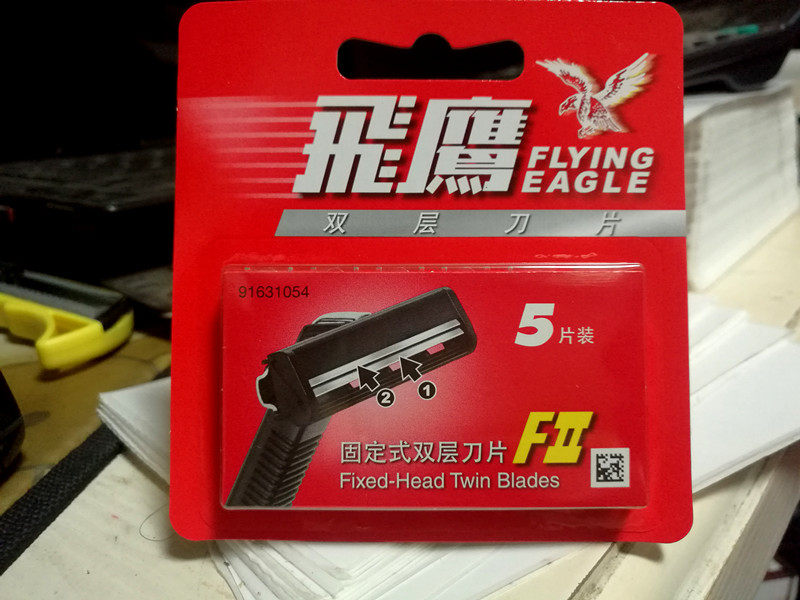 飛鷹
FLYING
EAGLE
双层刀片
91631054
5片装
2 1
固定式双层刀片 FII
Fixed-Head Twin Blades